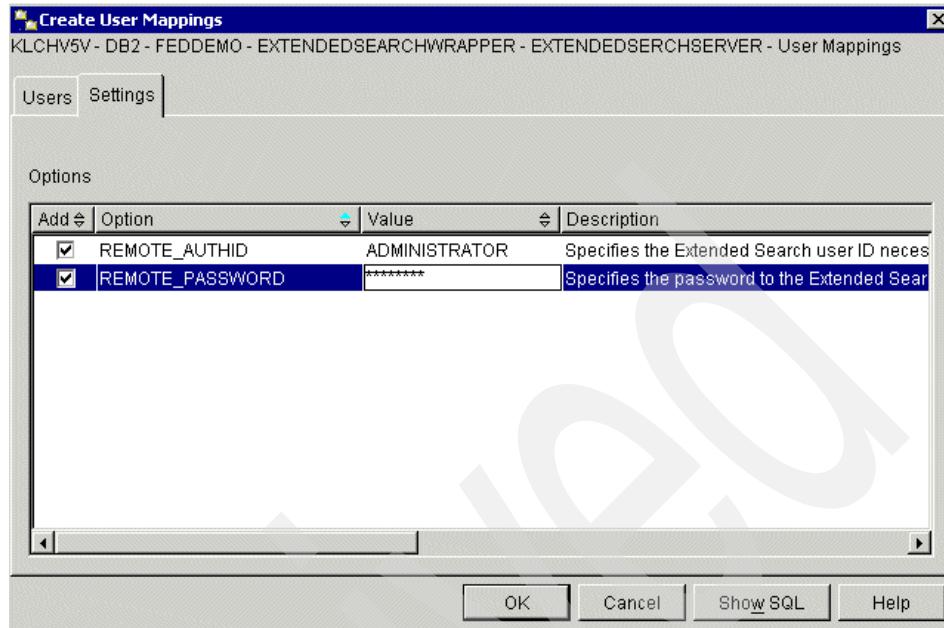 Create User Mappings
KLCHV5V - DB2 - FEDDEMO - EXTENDEDSEARCHWRAPPER - EXTENDEDSERCHSERVER - User Mappings
Users Settings
Options
Add Option Value Description
REMOTE_AUTHID ADMINISTRATOR Specifies the Extended Search user ID neces
REMOTE_PASSWORD ******** Specifies the password to the Extended Sear
OK Cancel Show SQL Help